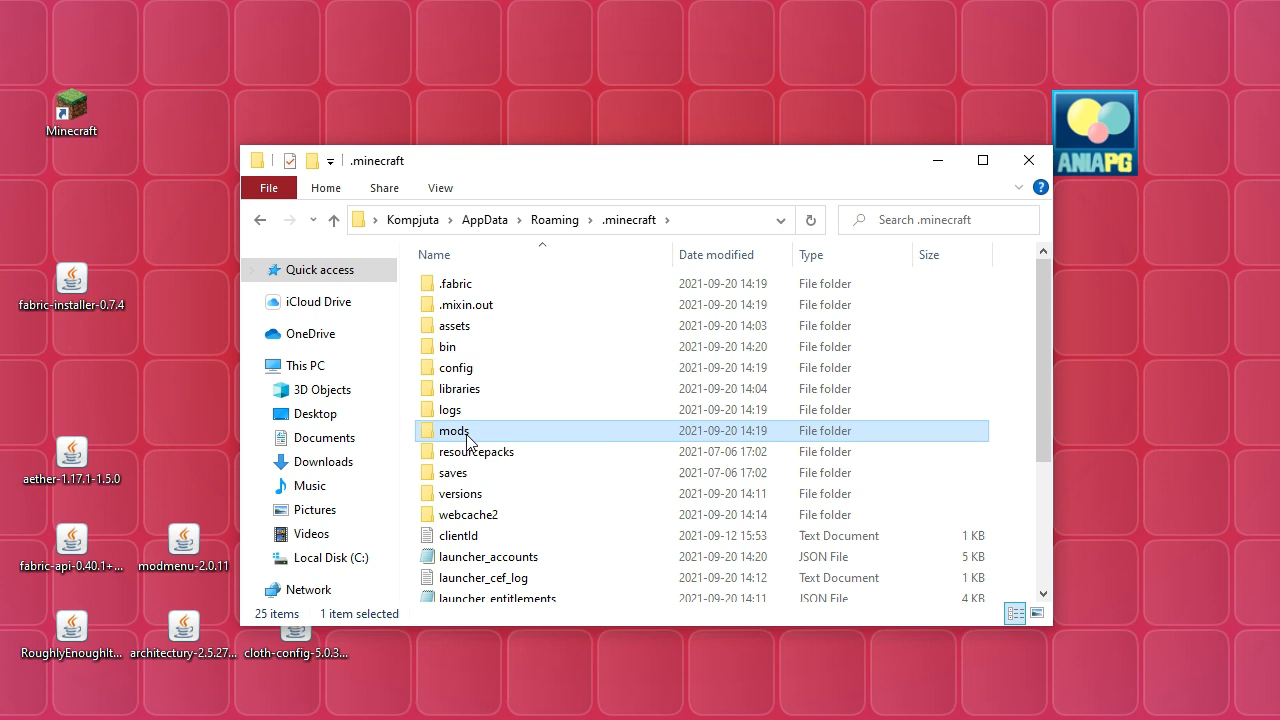 Minecraft
fabric-installer-0.7.4
aether-1.17.1-1.5.0
fabric-api-0.40.1+...
modmenu-2.0.11
RoughlyEnoughIt...
architectury-2.5.27...
cloth-config-5.0.3...
ANIAPG
.minecraft
File Home Share View
Kompjuta AppData Roaming .minecraft
Search .minecraft
Quick access
iCloud Drive
OneDrive
This PC
3D Objects
Desktop
Documents
Downloads
Music
Pictures
Videos
Local Disk (C:)
Network
Name Date modified Type Size
.fabric 2021-09-20 14:19 File folder
.mixin.out 2021-09-20 14:19 File folder
assets 2021-09-20 14:03 File folder
bin 2021-09-20 14:20 File folder
config 2021-09-20 14:19 File folder
libraries 2021-09-20 14:04 File folder
logs 2021-09-20 14:19 File folder
mods 2021-09-20 14:19 File folder
resourcepacks 2021-07-06 17:02 File folder
saves 2021-07-06 17:02 File folder
versions 2021-09-20 14:11 File folder
webcache2 2021-09-20 14:14 File folder
clientId 2021-09-12 15:53 Text Document 1 KB
launcher_accounts 2021-09-20 14:20 JSON File 5 KB
launcher_cef_log 2021-09-20 14:12 Text Document 1 KB
launcher_entitlements 2021-09-20 14:11 JSON File 4 KB
25 items 1 item selected